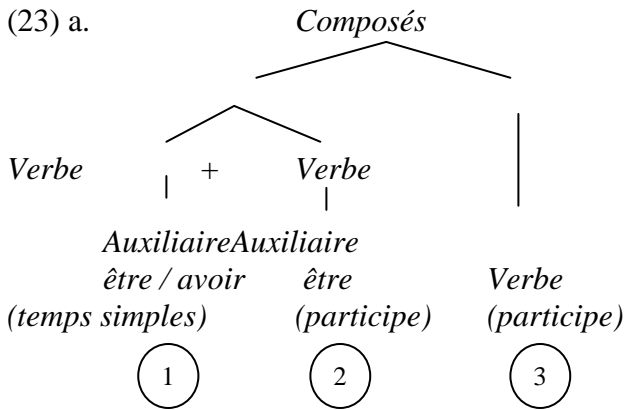 (23) a. Composés
Verbe + Verbe
AuxiliaireAuxiliaire
être / avoir être Verbe
(temps simples) (participe) (participe)
1 2 3